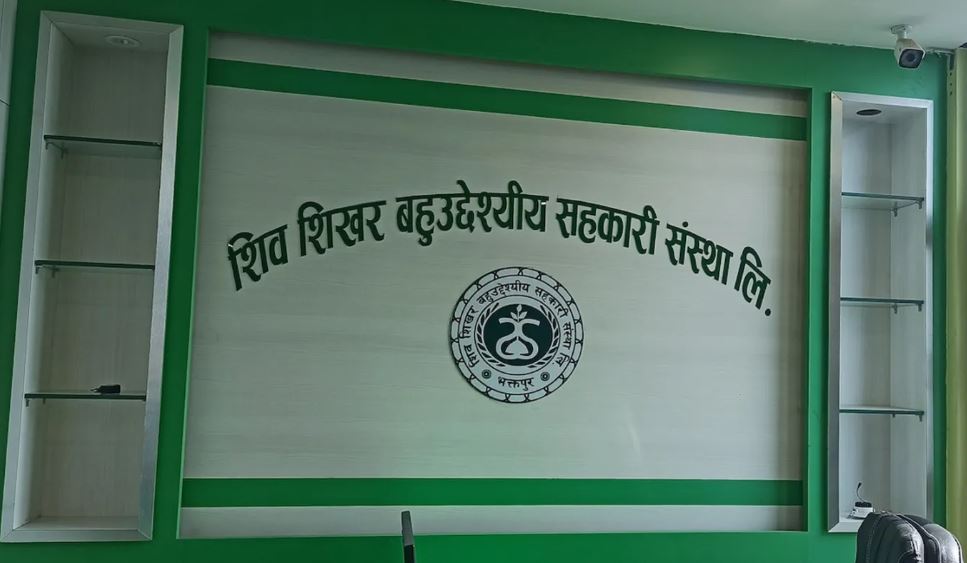 शिव शिखर बहुउद्देश्यीय सहकारी संस्था लि.
शिव शिखर बहुउद्देश्यीय सहकारी संस्था लि
भक्तपुर